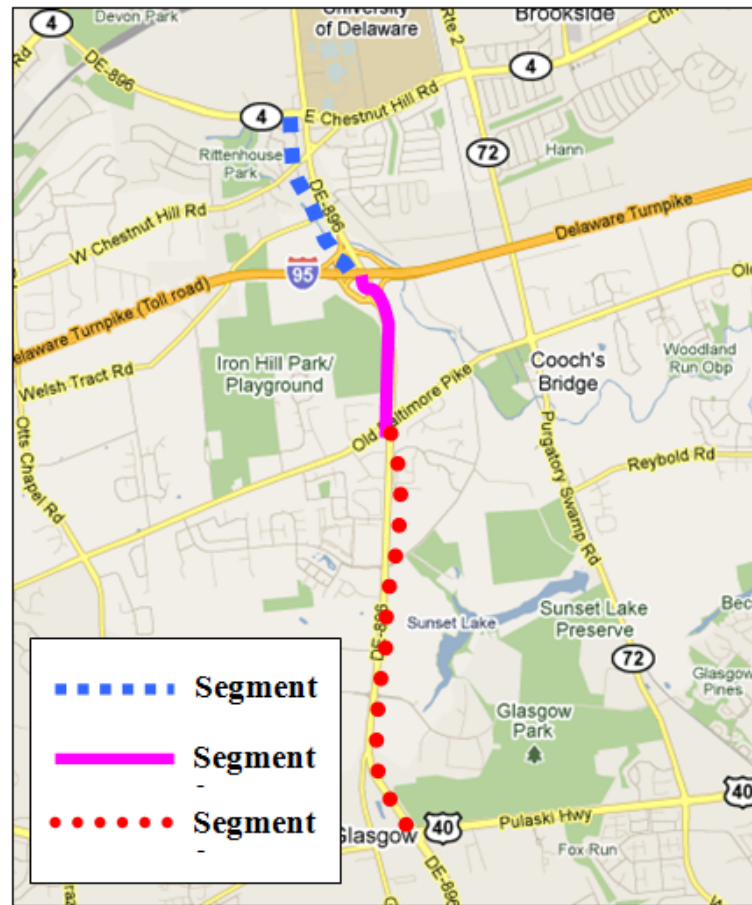 Devon Park
4
University
of Delaware
Rte 2
Brookside
DE-896
4
4
E Chestnut Hill Rd
Rittenhouse
Park
72
Hann
DE-896
W Chestnut Hill Rd
Delaware Turnpike
95
Delaware Turnpike (Toll road)
Old
Iron Hill Park/
Playground
Cooch's
Bridge
Woodland
Run Obp
Welsh Tract Rd
Old Baltimore Pike
Otts Chapel Rd
Purgatory Swamp Rd
Reybold Rd
DE-896
Sunset Lake
Sunset Lake
Preserve
Bec
72
Glasgow
Pines
Glasgow
Park
Segment
Segment
-
Segment
-
40
Glasgow
40
Pulaski Hwy
Fox Run
DE-896